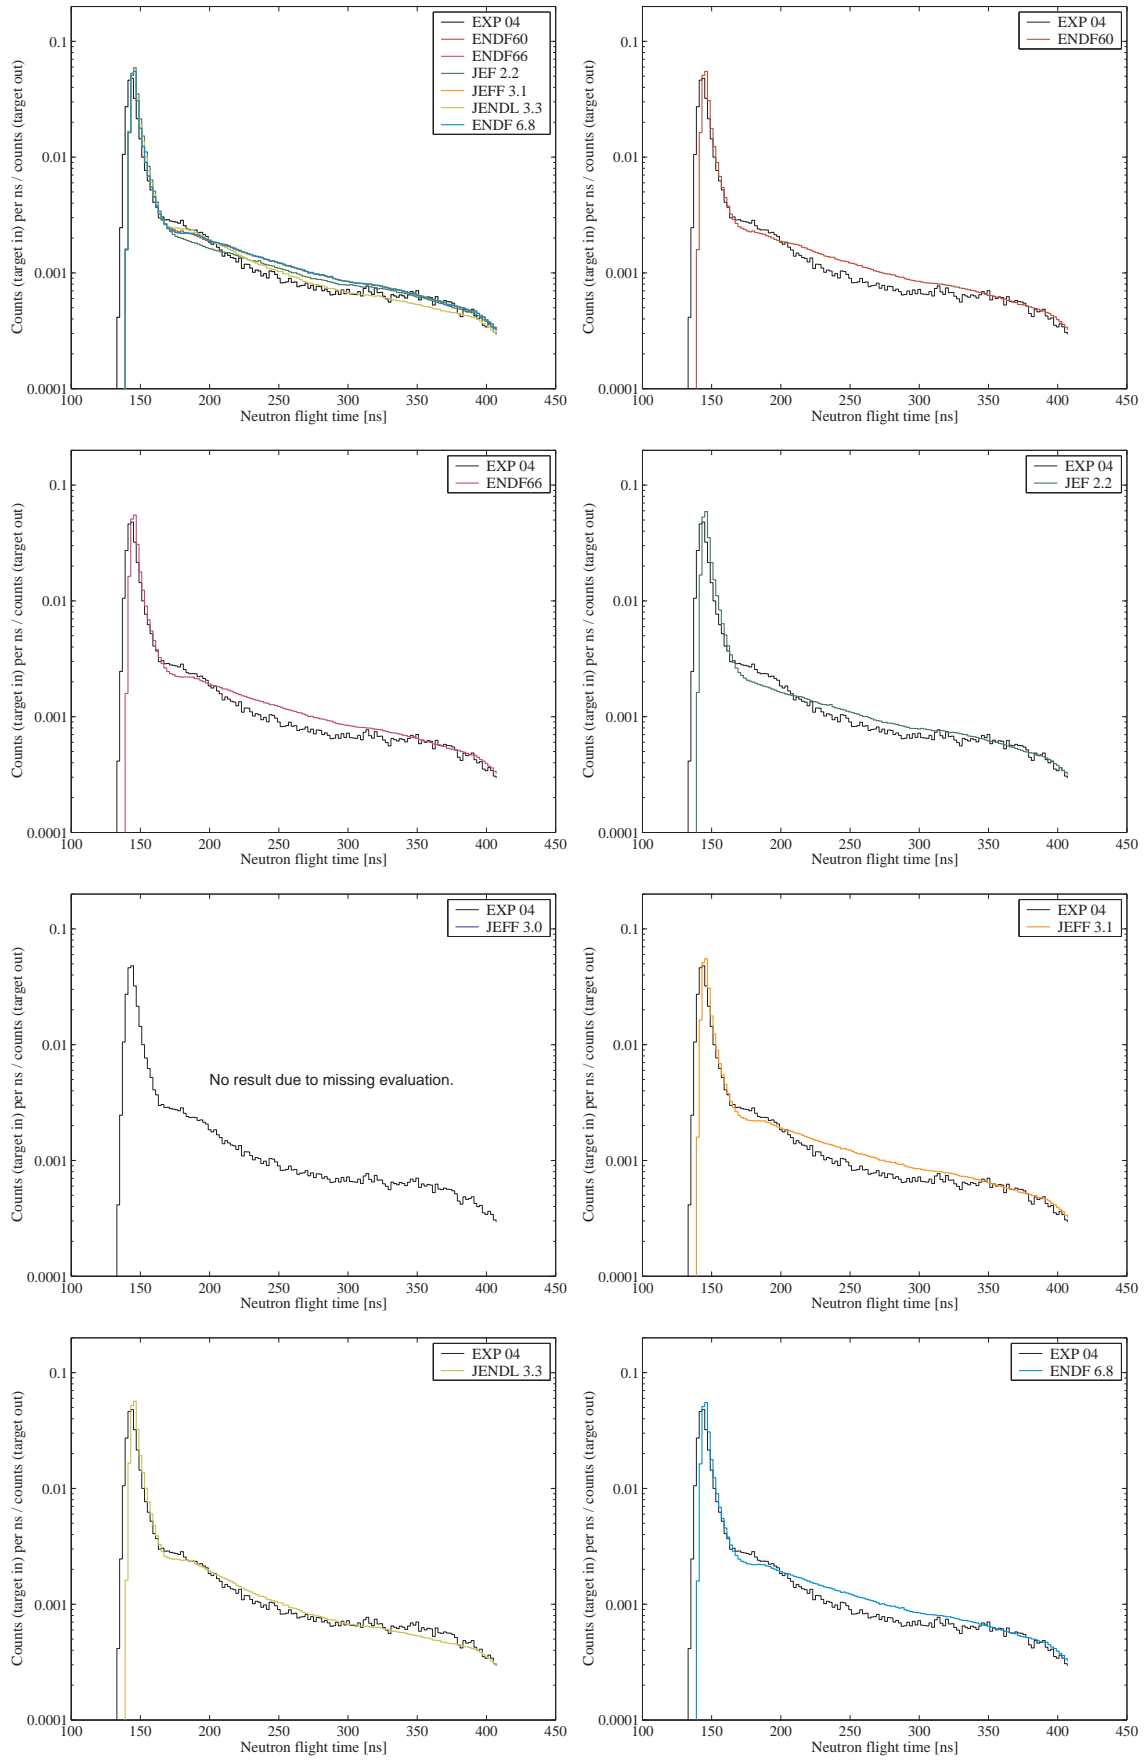 EXP 04
ENDF60
ENDF66
JEF 2.2
JEFF 3.1
JENDL 3.3
ENDF 6.8
0.1
0.01
0.001
0.0001
100 150 200 250 300 350 400 450
Neutron flight time [ns]
Counts (target in) per ns / counts (target out)
EXP 04
ENDF60
0.1
0.01
0.001
0.0001
100 150 200 250 300 350 400 450
Neutron flight time [ns]
Counts (target in) per ns / counts (target out)
EXP 04
ENDF66
0.1
0.01
0.001
0.0001
100 150 200 250 300 350 400 450
Neutron flight time [ns]
Counts (target in) per ns / counts (target out)
EXP 04
JEF 2.2
0.1
0.01
0.001
0.0001
100 150 200 250 300 350 400 450
Neutron flight time [ns]
Counts (target in) per ns / counts (target out)
EXP 04
JEFF 3.0
0.1
0.01
No result due to missing evaluation.
0.001
0.0001
100 150 200 250 300 350 400 450
Neutron flight time [ns]
Counts (target in) per ns / counts (target out)
EXP 04
JEFF 3.1
0.1
0.01
0.001
0.0001
100 150 200 250 300 350 400 450
Neutron flight time [ns]
Counts (target in) per ns / counts (target out)
EXP 04
JENDL 3.3
0.1
0.01
0.001
0.0001
100 150 200 250 300 350 400 450
Neutron flight time [ns]
Counts (target in) per ns / counts (target out)
EXP 04
ENDF 6.8
0.1
0.01
0.001
0.0001
100 150 200 250 300 350 400 450
Neutron flight time [ns]
Counts (target in) per ns / counts (target out)